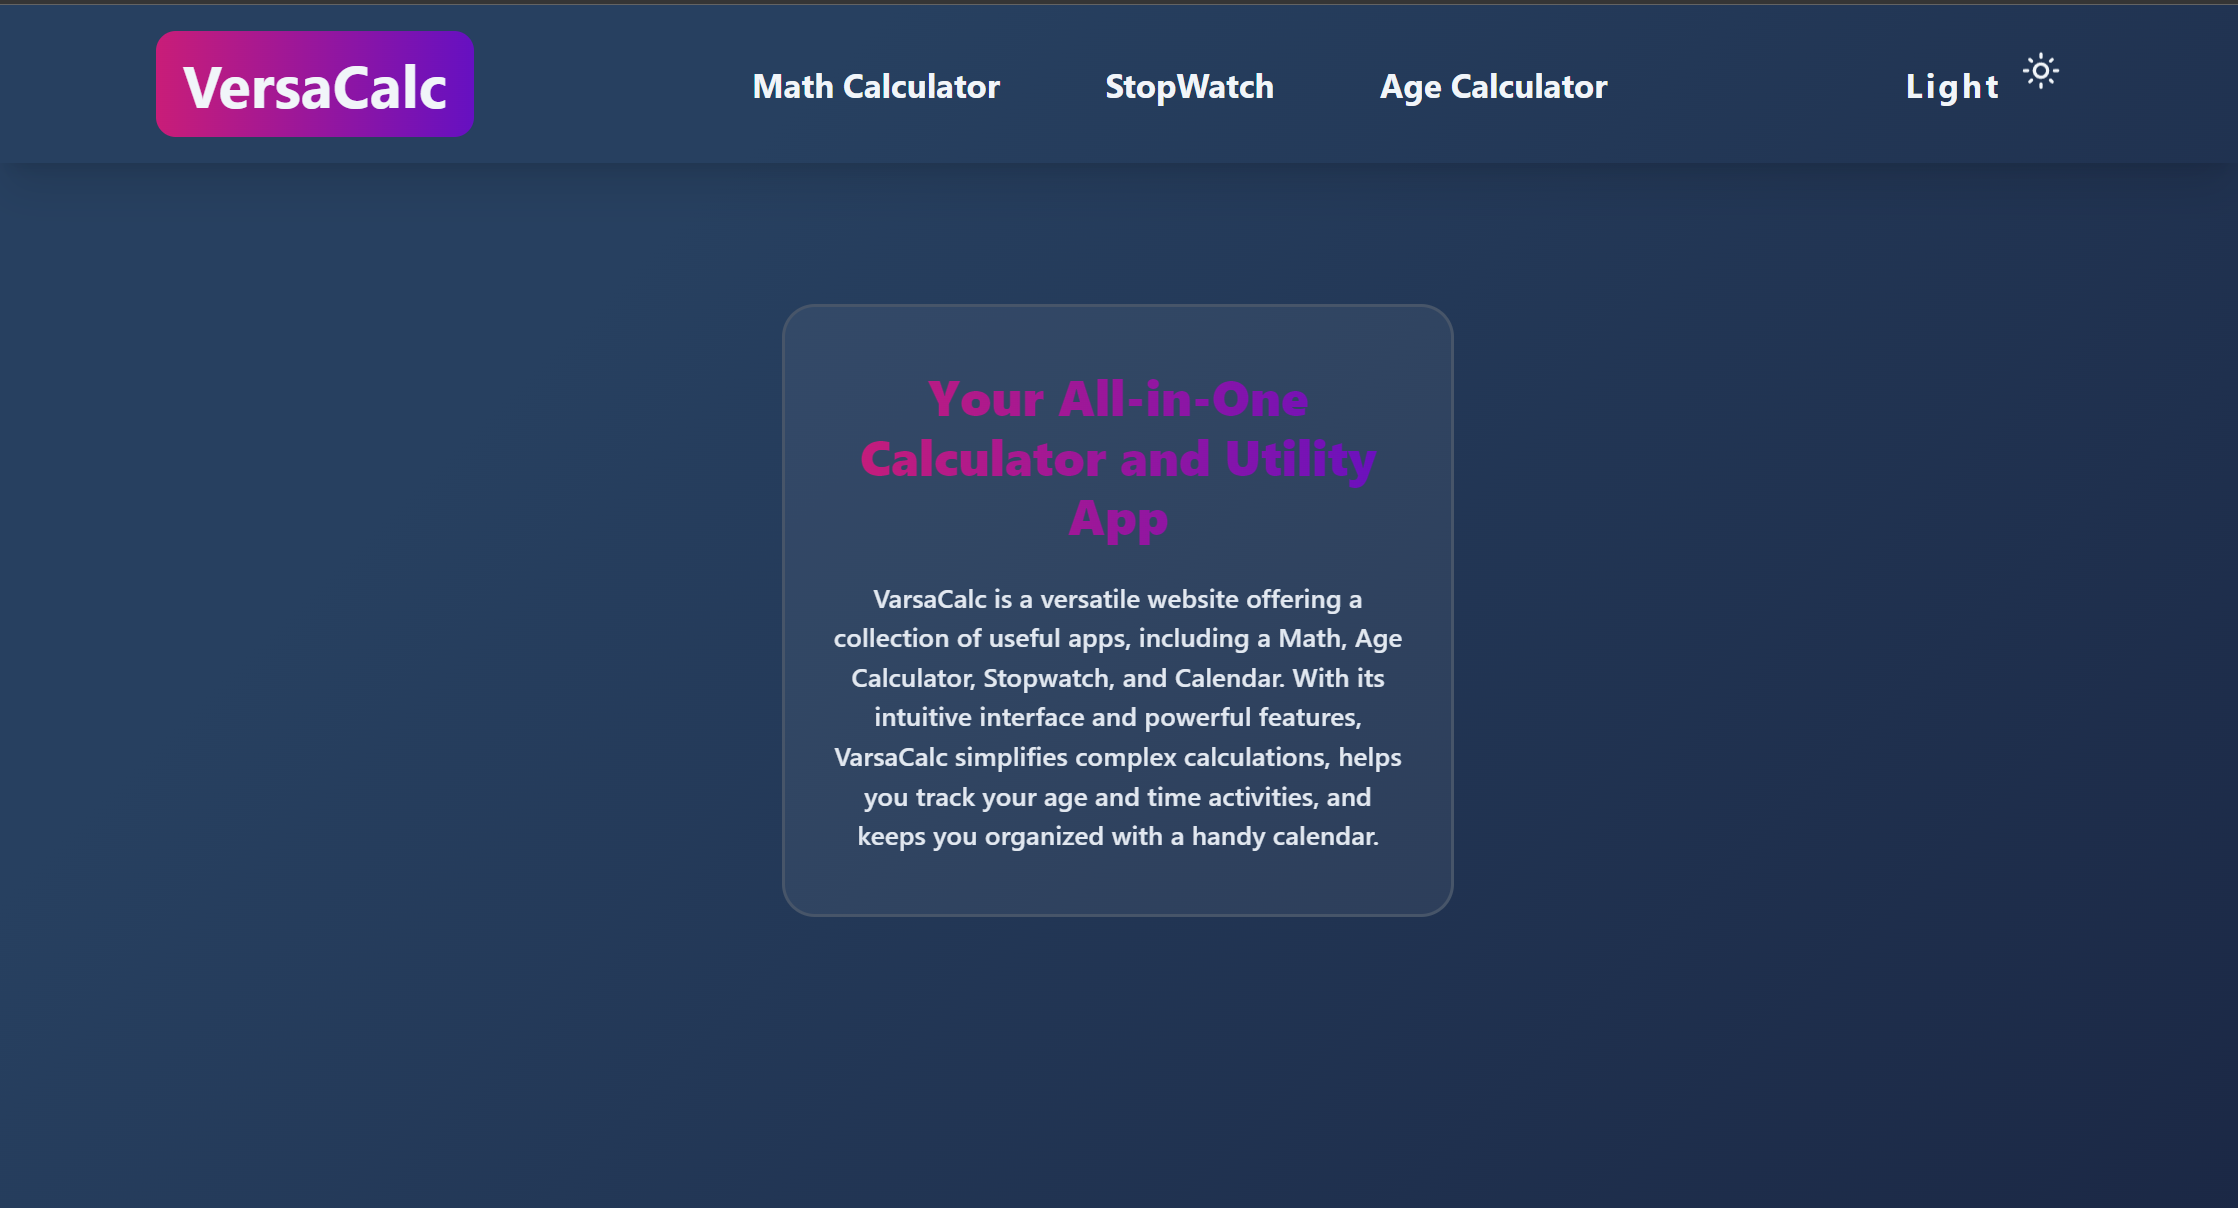 VersaCalc
Math Calculator
StopWatch
Age Calculator
Light
Your All-in-One
Calculator and Utility
App
VarsaCalc is a versatile website offering a
collection of useful apps, including a Math, Age
Calculator, Stopwatch, and Calendar. With its
intuitive interface and powerful features,
VarsaCalc simplifies complex calculations, helps
you track your age and time activities, and
keeps you organized with a handy calendar.